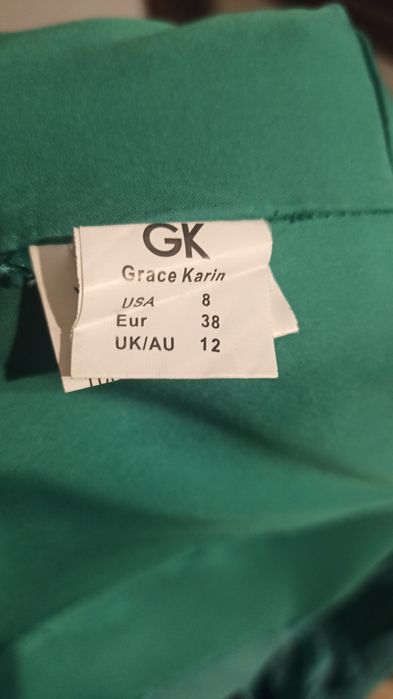 GK
Grace Karin
USA 8
Eur 38
UK/AU 12